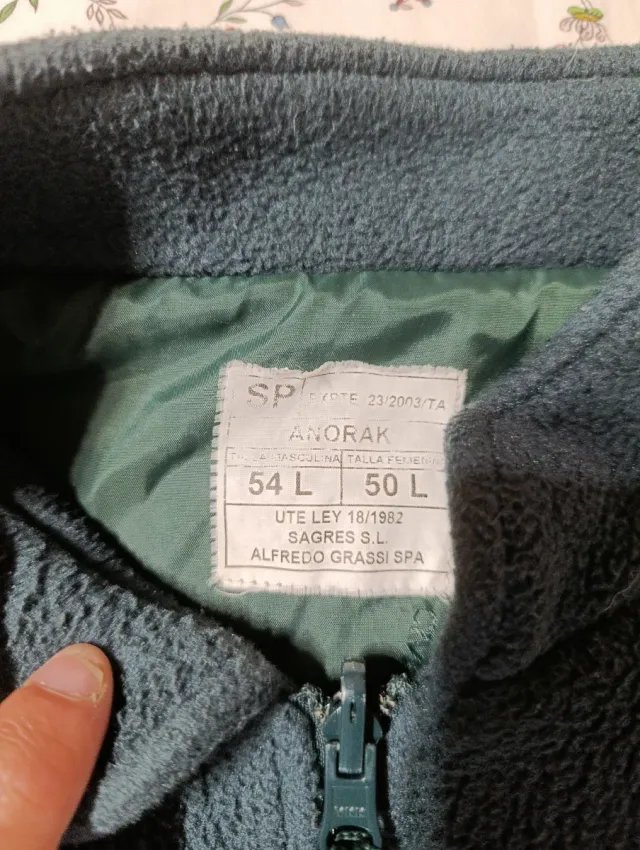 SP EXPTE 23/2003/TA
ANORAK
TALLA MASCULINA TALLA FEMENINA
54 L 50 L
UTE LEY 18/1982
SAGRES S.L.
ALFREDO GRASSI SPA